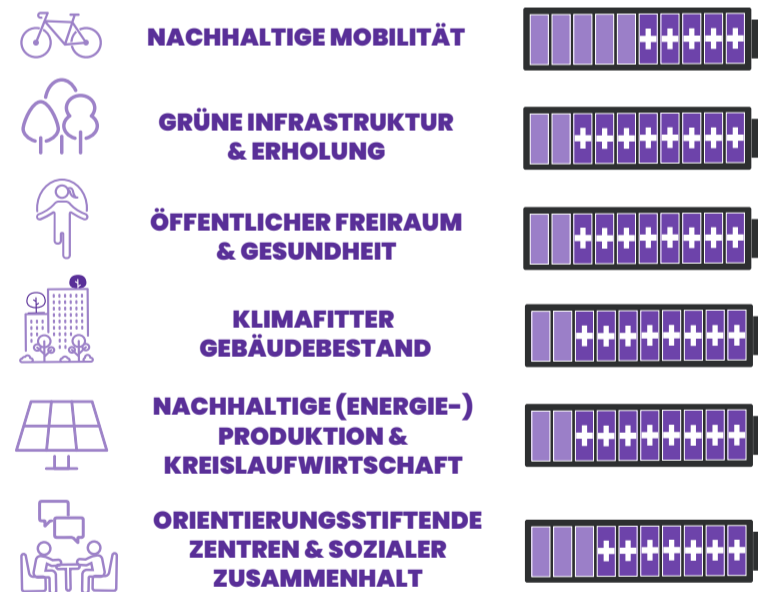 NACHHALTIGE MOBILITÄT
GRÜNE INFRASTRUKTUR
& ERHOLUNG
ÖFFENTLICHER FREIRAUM
& GESUNDHEIT
KLIMAFITTER
GEBÄUDEBESTAND
NACHHALTIGE (ENERGIE-)
PRODUKTION &
KREISLAUFWIRTSCHAFT
ORIENTIERUNGSSTIFTENDE
ZENTREN & SOZIALER
ZUSAMMENHALT